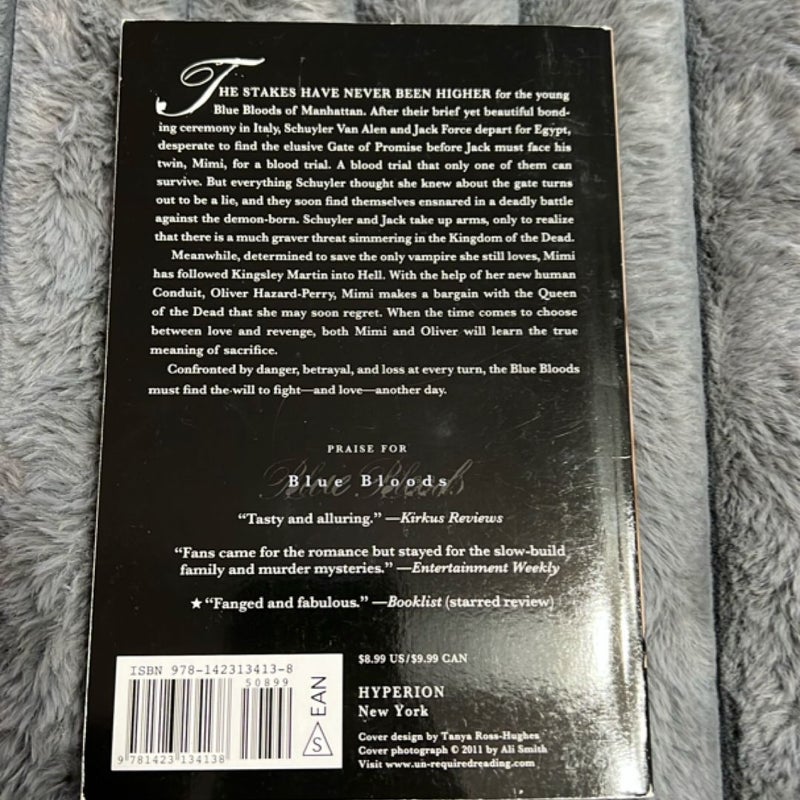 THE STAKES HAVE NEVER BEEN HIGHER for the young
Blue Bloods of Manhattan. After their brief yet beautiful bond-
ing ceremony in Italy, Schuyler Van Alen and Jack Force depart for Egypt,
desperate to find the elusive Gate of Promise before Jack must face his
twin, Mimi, for a blood trial. A blood trial that only one of them can
survive. But everything Schuyler thought she knew about the gate turns
out to be a lie, and they soon find themselves ensnared in a deadly battle
against the demon-born. Schuyler and Jack take up arms, only to realize
that there is a much graver threat simmering in the Kingdom of the Dead.
Meanwhile, determined to save the only vampire she still loves, Mimi
has followed Kingsley Martin into Hell. With the help of her new human
Conduit, Oliver Hazard-Perry, Mimi makes a bargain with the Queen
of the Dead that she may soon regret. When the time comes to choose
between love and revenge, both Mimi and Oliver will learn the true
meaning of sacrifice.
Confronted by danger, betrayal, and loss at every turn, the Blue Bloods
must find the will to fight—and love—another day.
PRAISE FOR
Blue Bloods
Blue Bloods
“Tasty and alluring.” —Kirkus Reviews
“Fans came for the romance but stayed for the slow-build
family and murder mysteries.” —Entertainment Weekly
★ “Fanged and fabulous.” —Booklist (starred review)
ISBN 978-142313413-8
50899
EAN
S
9 781423 134138
$8.99 US/$9.99 CAN
HYPERION
New York
Cover design by Tanya Ross-Hughes
Cover photograph © 2011 by Ali Smith
Visit www.un-requiredreading.com